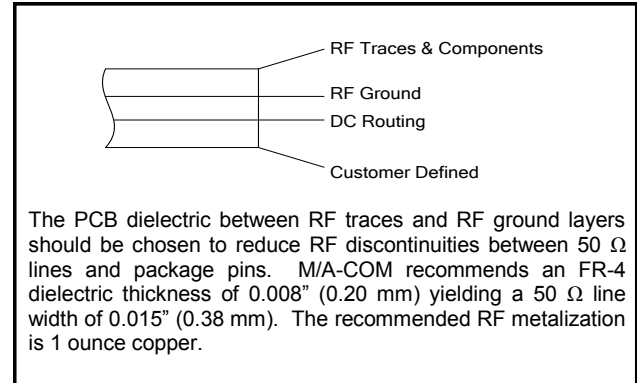 RF Traces & Components
RF Ground
DC Routing
Customer Defined
The PCB dielectric between RF traces and RF ground layers
should be chosen to reduce RF discontinuities between 50 Ω
lines and package pins. M/A-COM recommends an FR-4
dielectric thickness of 0.008” (0.20 mm) yielding a 50 Ω line
width of 0.015” (0.38 mm). The recommended RF metalization
is 1 ounce copper.